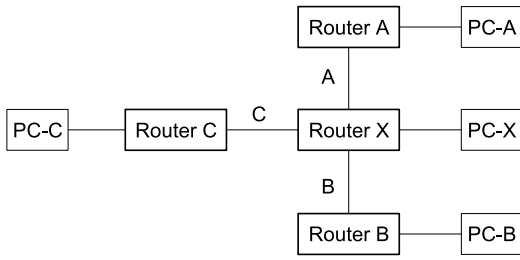 Router A PC-A
A
PC-C Router C C Router X PC-X
B
Router B PC-B